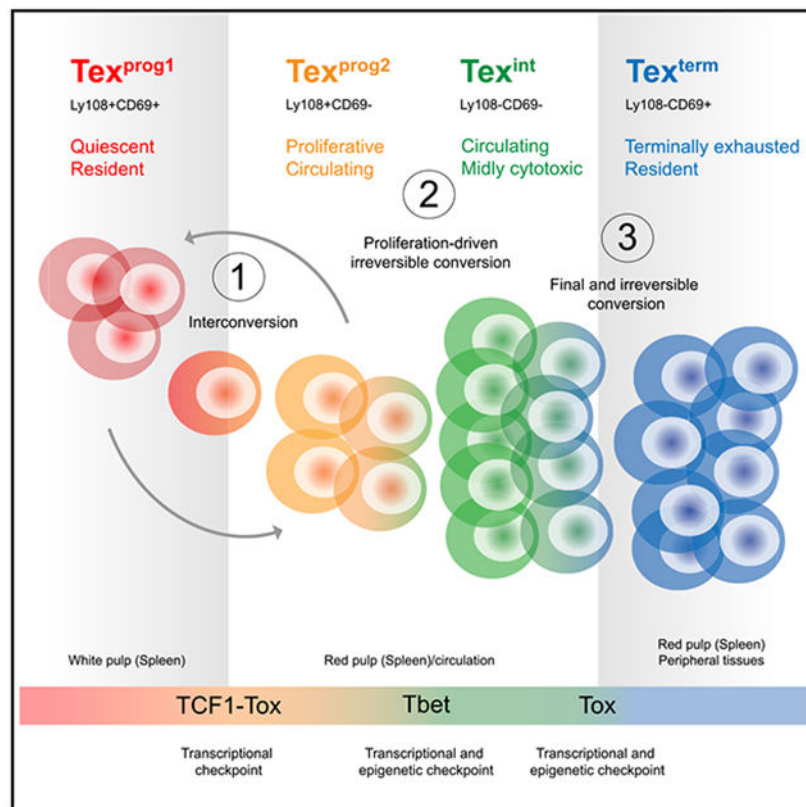 Tex^prog1
Ly108+CD69+
Quiescent
Resident
Tex^prog2
Ly108+CD69-
Proliferative
Circulating
Tex^int
Ly108-CD69-
Circulating
Midly cytotoxic
Tex^term
Ly108-CD69+
Terminally exhausted
Resident
1
Interconversion
2
Proliferation-driven
irreversible conversion
3
Final and irreversible
conversion
White pulp (Spleen)
Red pulp (Spleen)/circulation
Red pulp (Spleen)
Peripheral tissues
TCF1-Tox
Tbet
Tox
Transcriptional
checkpoint
Transcriptional and
epigenetic checkpoint
Transcriptional and
epigenetic checkpoint